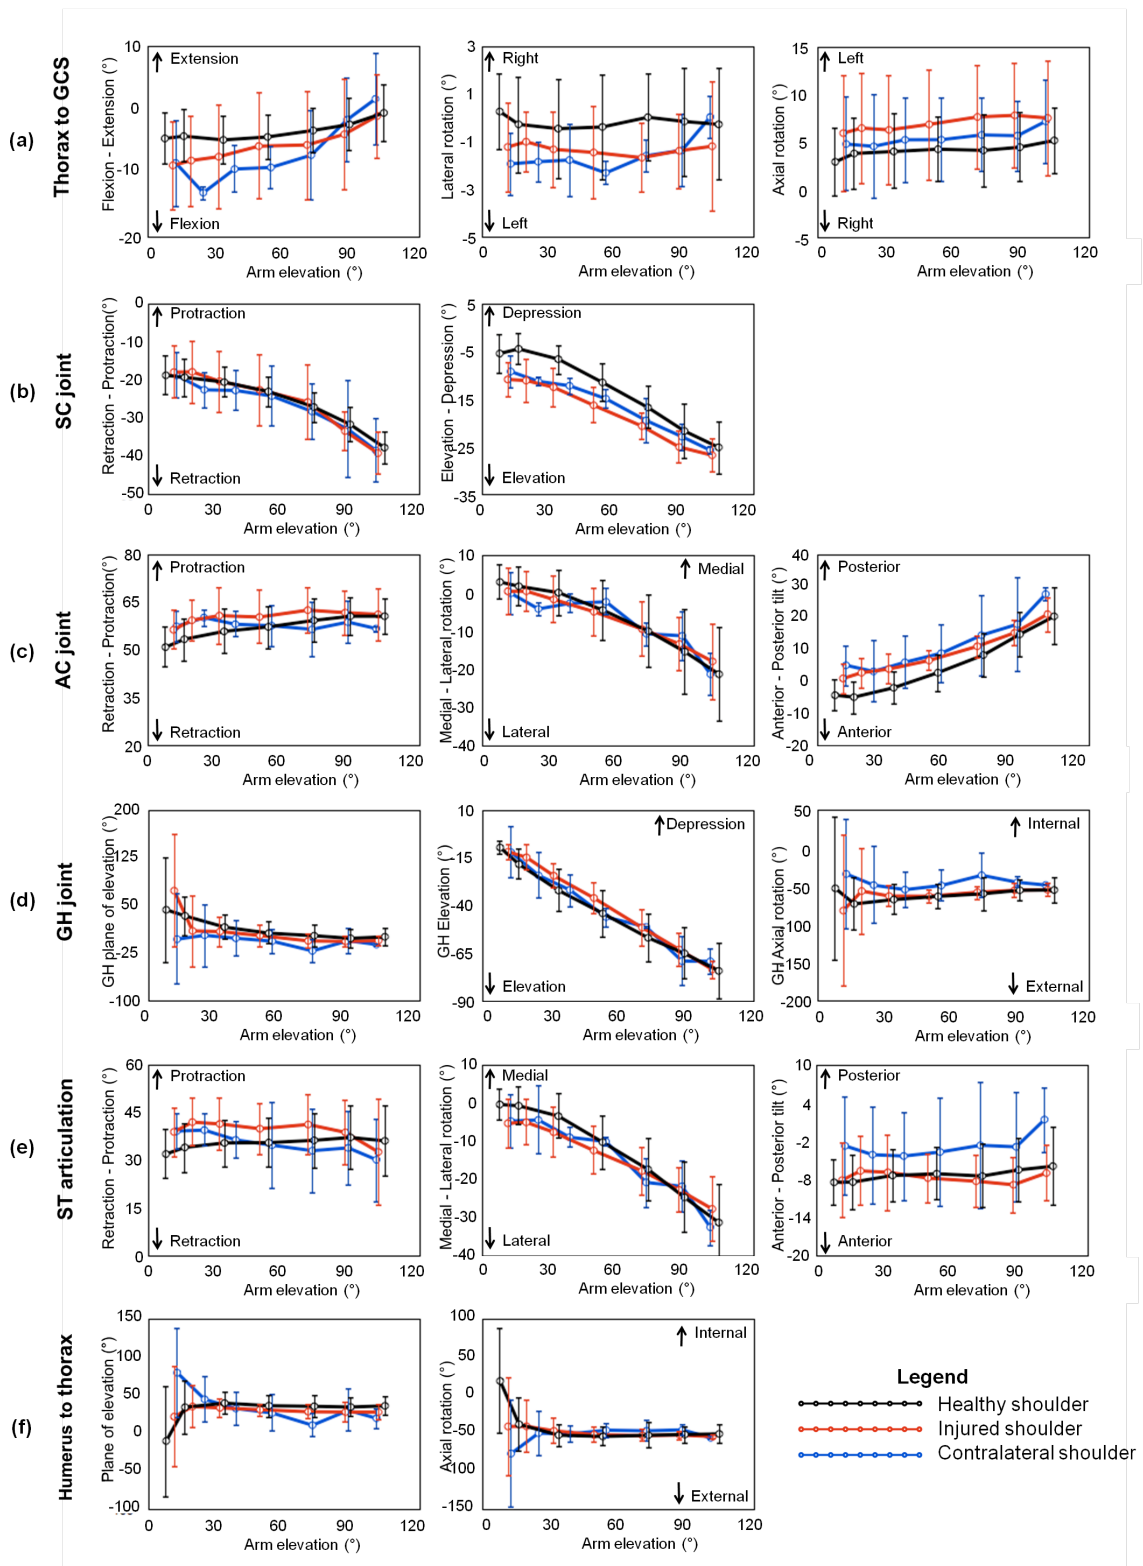 (a)
Thorax to GCS
Flexion - Extension (°)
10
0
-10
-20
Extension
Flexion
0 30 60 90 120
Arm elevation (°)
Lateral rotation (°)
3
1
-1
-3
-5
Right
Left
0 30 60 90 120
Arm elevation (°)
Axial rotation (°)
15
10
5
0
-5
Left
Right
0 30 60 90 120
Arm elevation (°)
(b)
SC joint
Retraction - Protraction(°)
0
-10
-20
-30
-40
-50
Protraction
Retraction
0 30 60 90 120
Arm elevation (°)
Elevation - Depression (°)
5
-5
-15
-25
-35
Depression
Elevation
0 30 60 90 120
Arm elevation (°)
(c)
AC joint
Retraction - Protraction(°)
80
65
50
35
20
Protraction
Retraction
0 30 60 90 120
Arm elevation (°)
Medial - Lateral rotation (°)
10
0
-10
-20
-30
-40
Medial
Lateral
0 30 60 90 120
Arm elevation (°)
Anterior - Posterior tilt (°)
40
30
20
10
0
-10
-20
Posterior
Anterior
0 30 60 90 120
Arm elevation (°)
(d)
GH joint
GH plane of elevation (°)
200
125
50
-25
-100
0 30 60 90 120
Arm elevation (°)
GH Elevation (°)
10
-15
-40
-65
-90
Depression
Elevation
0 30 60 90 120
Arm elevation (°)
GH Axial rotation (°)
50
0
-50
-100
-150
-200
Internal
External
0 30 60 90 120
Arm elevation (°)
(e)
ST articulation
Retraction - Protraction (°)
60
45
30
15
0
Protraction
Retraction
0 30 60 90 120
Arm elevation (°)
Medial - Lateral rotation (°)
10
0
-10
-20
-30
-40
Medial
Lateral
0 30 60 90 120
Arm elevation (°)
Anterior - Posterior tilt (°)
10
4
-2
-8
-14
-20
Posterior
Anterior
0 30 60 90 120
Arm elevation (°)
(f)
Humerus to thorax
Plane of elevation (°)
150
100
50
0
-50
-100
0 30 60 90 120
Arm elevation (°)
Axial rotation (°)
100
50
0
-50
-100
-150
Internal
External
0 30 60 90 120
Arm elevation (°)
Legend
Healthy shoulder
Injured shoulder
Contralateral shoulder